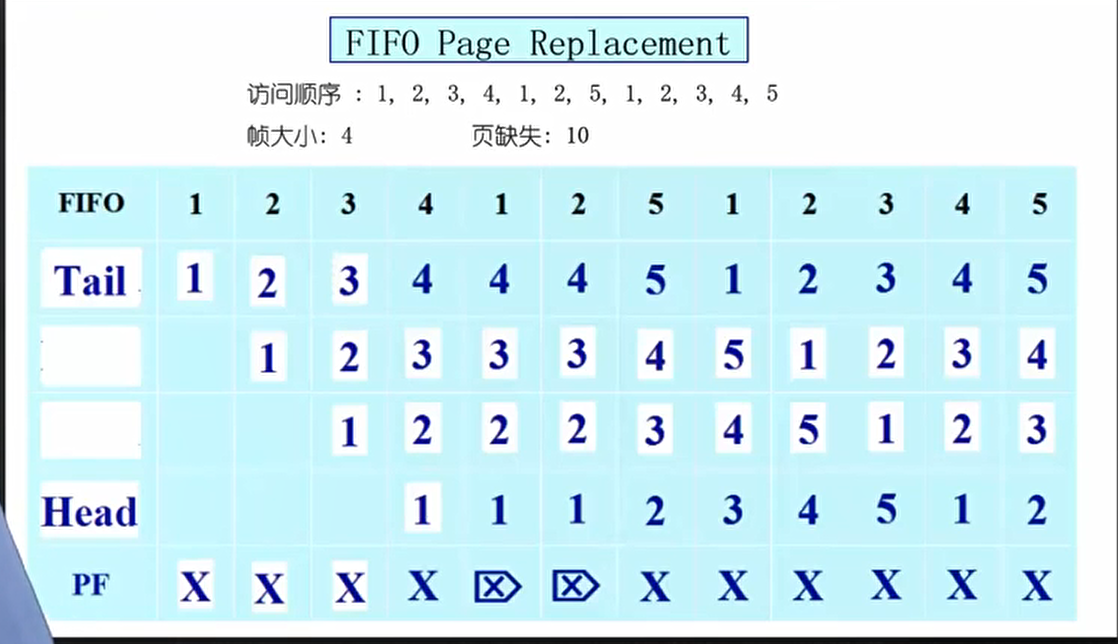 FIFO Page Replacement
访问顺序 : 1, 2, 3, 4, 1, 2, 5, 1, 2, 3, 4, 5
帧大小: 4 页缺失: 10
FIFO 1 2 3 4 1 2 5 1 2 3 4 5
Tail 1 2 3 4 4 4 5 1 2 3 4 5
1 2 3 3 3 4 5 1 2 3 4
1 2 2 2 3 4 5 1 2 3
Head 1 1 1 2 3 4 5 1 2
PF X X X X ⌦ ⌦ X X X X X X